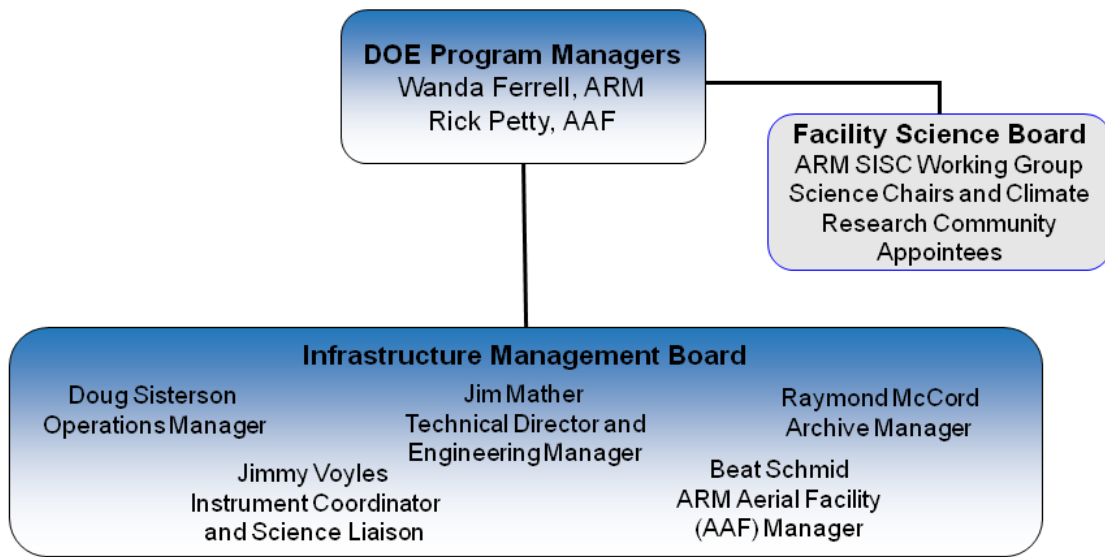 DOE Program Managers
Wanda Ferrell, ARM
Rick Petty, AAF
Facility Science Board
ARM SISC Working Group
Science Chairs and Climate
Research Community
Appointees
Infrastructure Management Board
Doug Sisterson
Operations Manager
Jim Mather
Technical Director and
Engineering Manager
Raymond McCord
Archive Manager
Jimmy Voyles
Instrument Coordinator
and Science Liaison
Beat Schmid
ARM Aerial Facility
(AAF) Manager